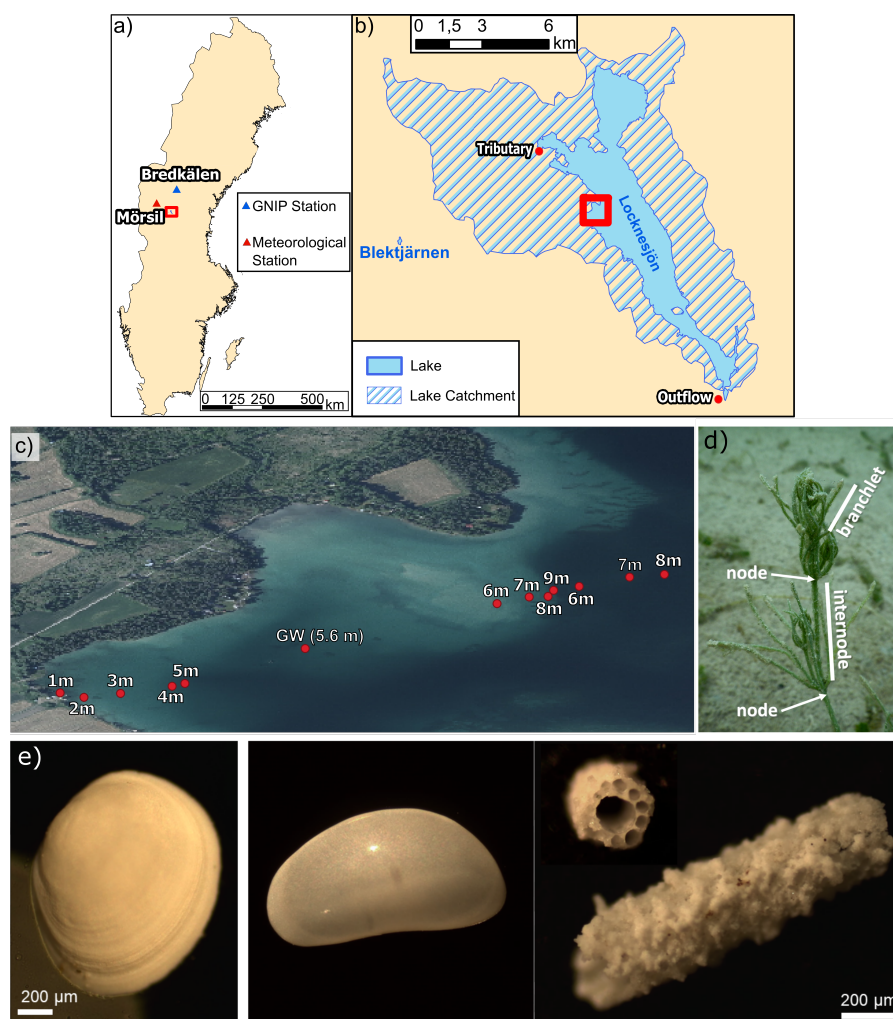 a)
Bredkälen
Mörsil
GNIP Station
Meteorological
Station
0 125 250 500
km
b)
0 1,5 3 6
km
Tributary
Locknesjön
Blektjärnen
Outflow
Lake
Lake Catchment
c)
1m
2m
3m
4m
5m
GW (5.6 m)
6m
7m
8m
9m
6m
7m
8m
d)
branchlet
node
internode
node
e)
200 µm
200 µm